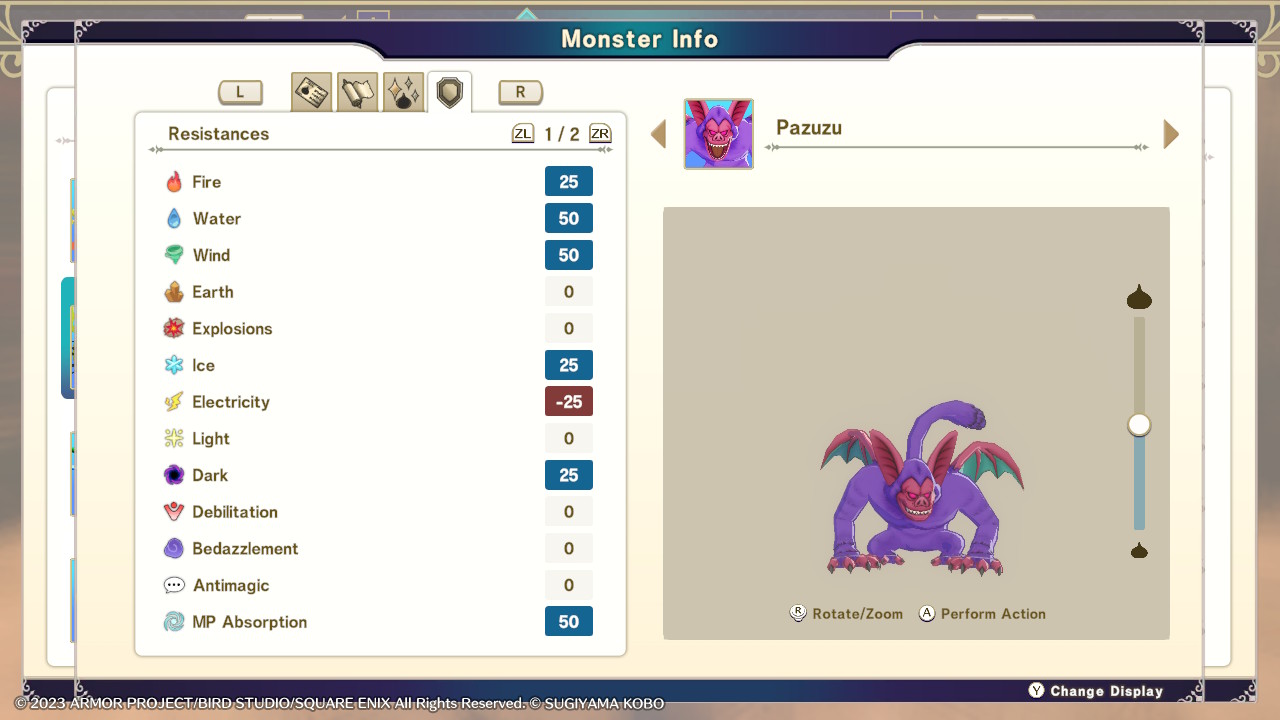 Monster Info
L
R
Resistances
ZL 1 / 2 ZR
Fire 25
Water 50
Wind 50
Earth 0
Explosions 0
Ice 25
Electricity -25
Light 0
Dark 25
Debilitation 0
Bedazzlement 0
Antimagic 0
MP Absorption 50
Pazuzu
R Rotate/Zoom A Perform Action
Y Change Display
© 2023 ARMOR PROJECT/BIRD STUDIO/SQUARE ENIX All Rights Reserved. © SUGIYAMA KOBO